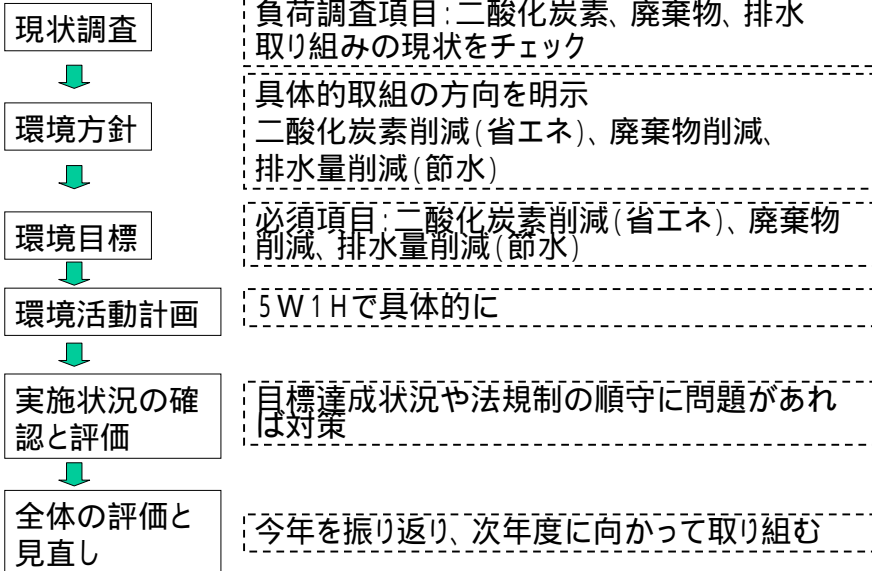 現状調査
負荷調査項目:二酸化炭素、廃棄物、排水
取り組みの現状をチェック
環境方針
具体的取組の方向を明示
二酸化炭素削減(省エネ)、廃棄物削減、
排水量削減(節水)
環境目標
必須項目:二酸化炭素削減(省エネ)、廃棄物
削減、排水量削減(節水)
環境活動計画
5W1Hで具体的に
実施状況の確
認と評価
目標達成状況や法規制の順守に問題があれ
ば対策
全体の評価と
見直し
今年を振り返り、次年度に向かって取り組む